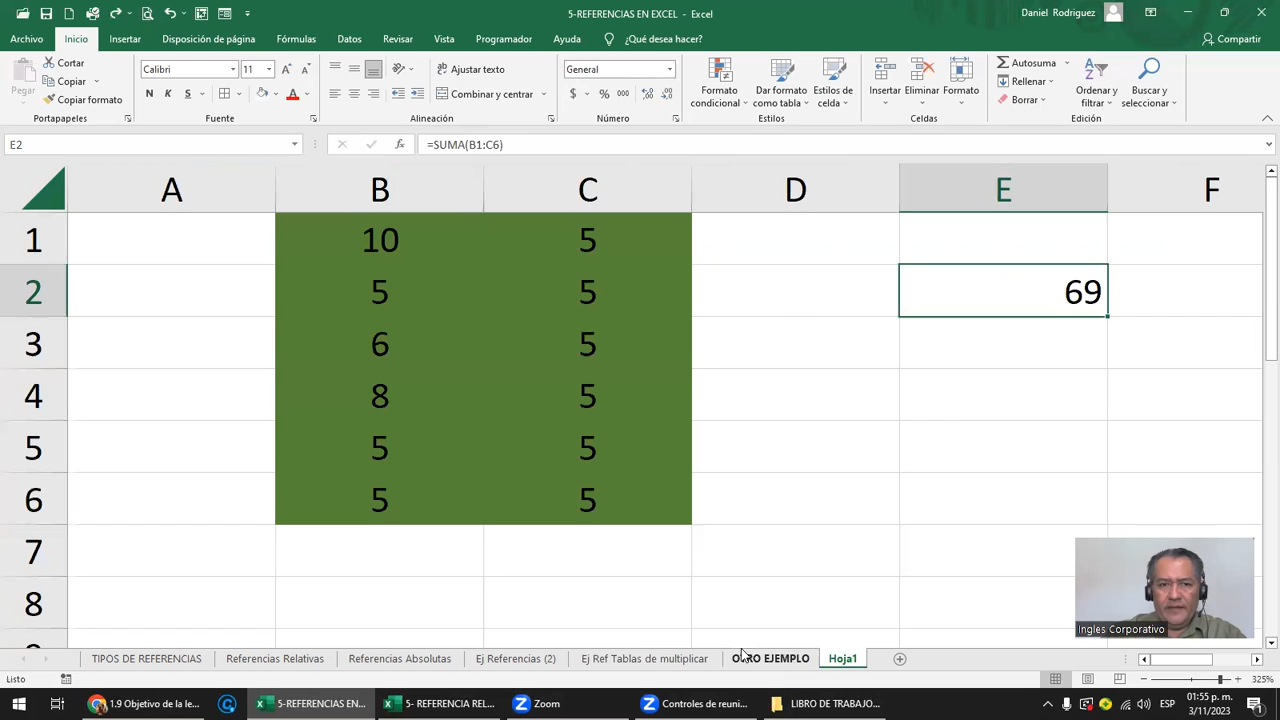 5-REFERENCIAS EN EXCEL - Excel
Daniel Rodriguez
Archivo Inicio Insertar Disposición de página Fórmulas Datos Revisar Vista Programador Ayuda ¿Qué desea hacer? Compartir
Pegar
Cortar
Copiar
Copiar formato
Portapapeles
Calibri 11
N K S
Fuente
Ajustar texto
Combinar y centrar
Alineación
General
$ % 000
Número
Formato condicional
Dar formato como tabla
Estilos de celda
Estilos
Insertar Eliminar Formato
Celdas
Autosuma
Rellenar
Borrar
Ordenar y filtrar
Buscar y seleccionar
Edición
E2 fx =SUMA(B1:C6)
A B C D E F
1 10 5
2 5 5 69
3 6 5
4 8 5
5 5 5
6 5 5
7
8
Ingles Corporativo
TIPOS DE REFERENCIAS Referencias Relativas Referencias Absolutas Ej Referencias (2) Ej Ref Tablas de multiplicar OTRO EJEMPLO Hoja1
Listo 325%
1.9 Objetivo de la le... 5-REFERENCIAS EN... 5- REFERENCIA REL... Zoom Controles de reuni... LIBRO DE TRABAJO... ESP 01:55 p. m.
3/11/2023